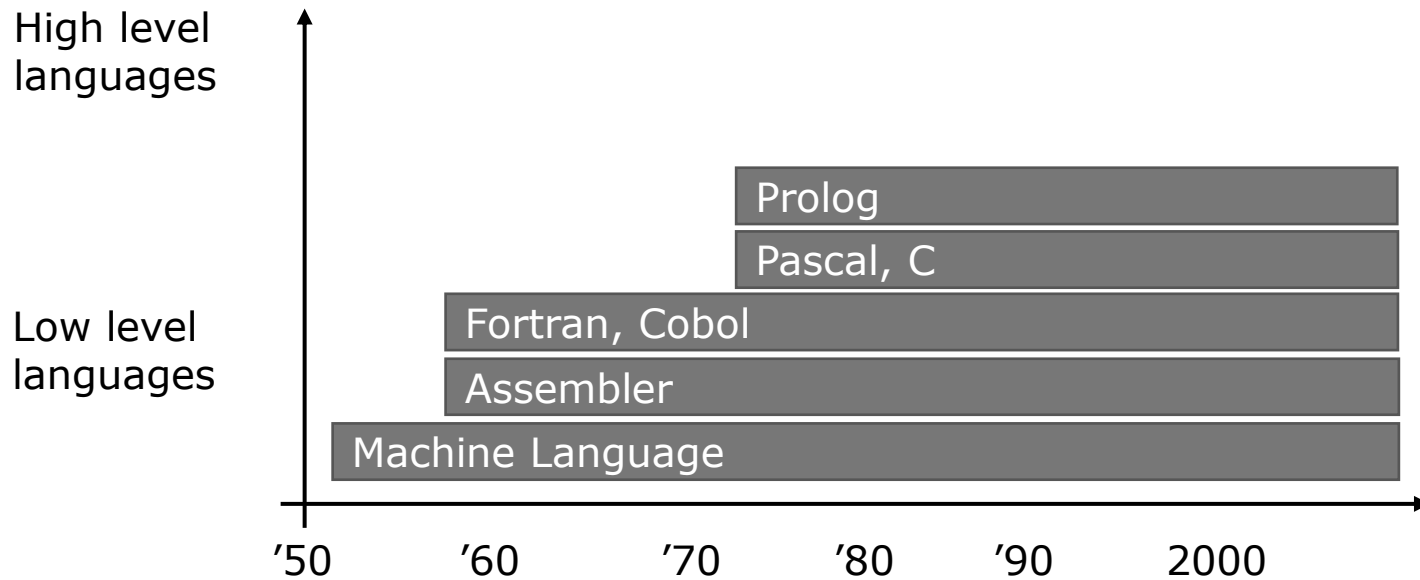 High level
languages
Prolog
Pascal, C
Low level
languages
Fortran, Cobol
Assembler
Machine Language
’50 ’60 ’70 ’80 ’90 2000